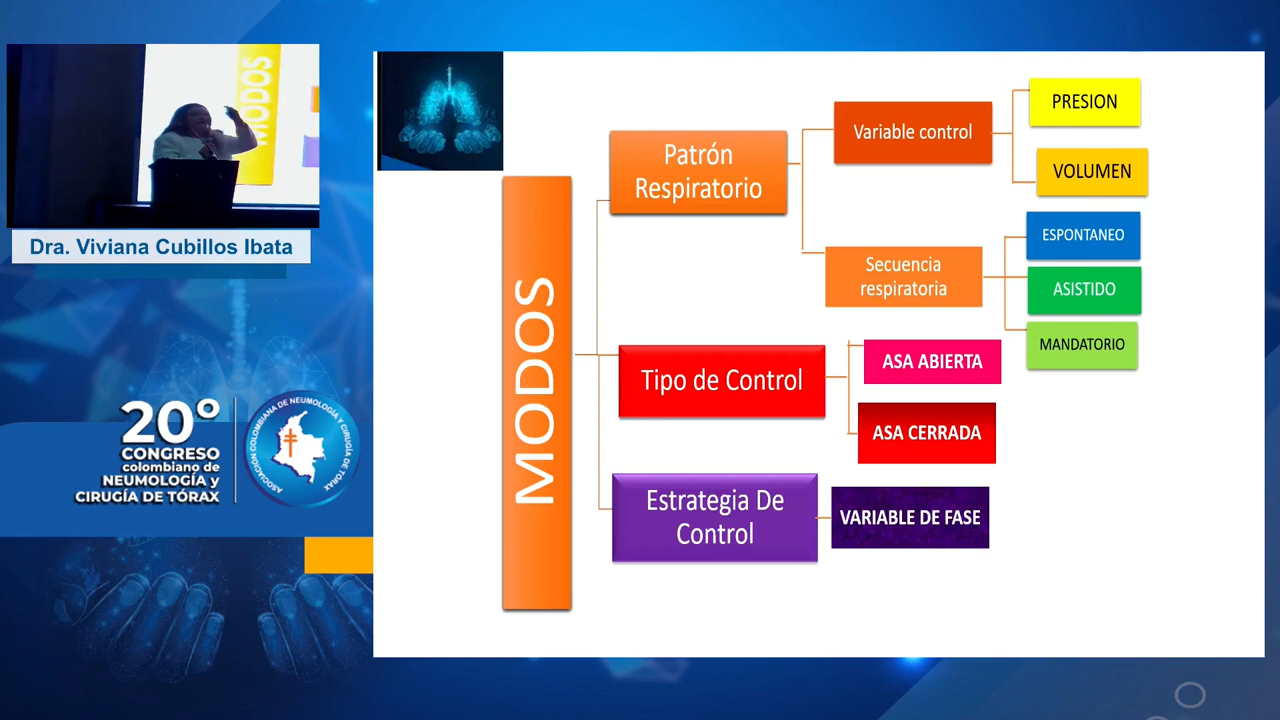 MODOS
Dra. Viviana Cubillos Ibata
20º
CONGRESO
colombiano de
NEUMOLOGÍA y
CIRUGÍA DE TÓRAX
ASOCIACIÓN COLOMBIANA DE NEUMOLOGÍA Y CIRUGÍA DE TÓRAX
MODOS
Patrón
Respiratorio
Variable control
PRESION
VOLUMEN
Secuencia
respiratoria
ESPONTANEO
ASISTIDO
MANDATORIO
Tipo de Control
ASA ABIERTA
ASA CERRADA
Estrategia De
Control
VARIABLE DE FASE